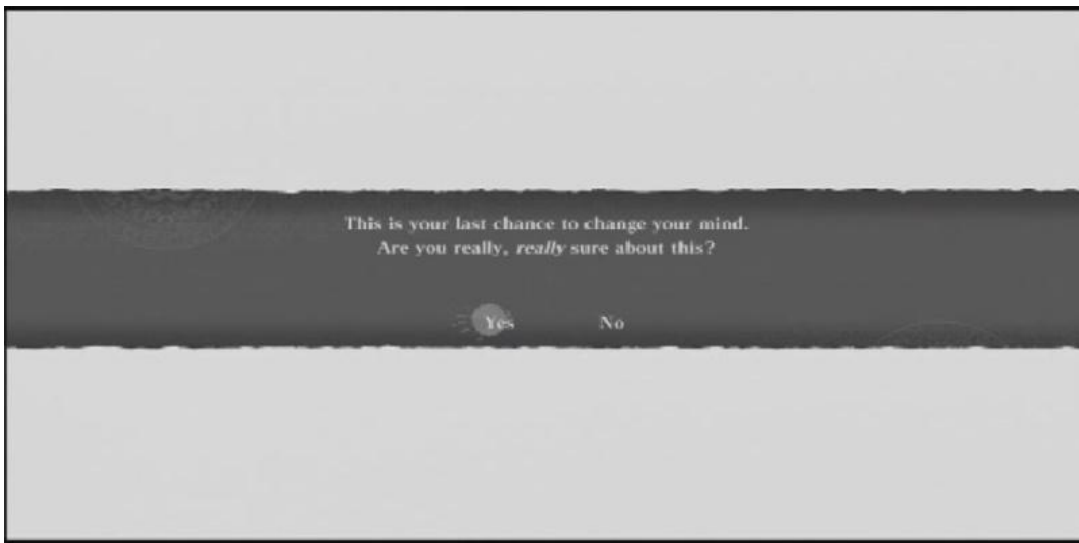 This is your last chance to change your mind.
Are you really, really sure about this?
Yes No